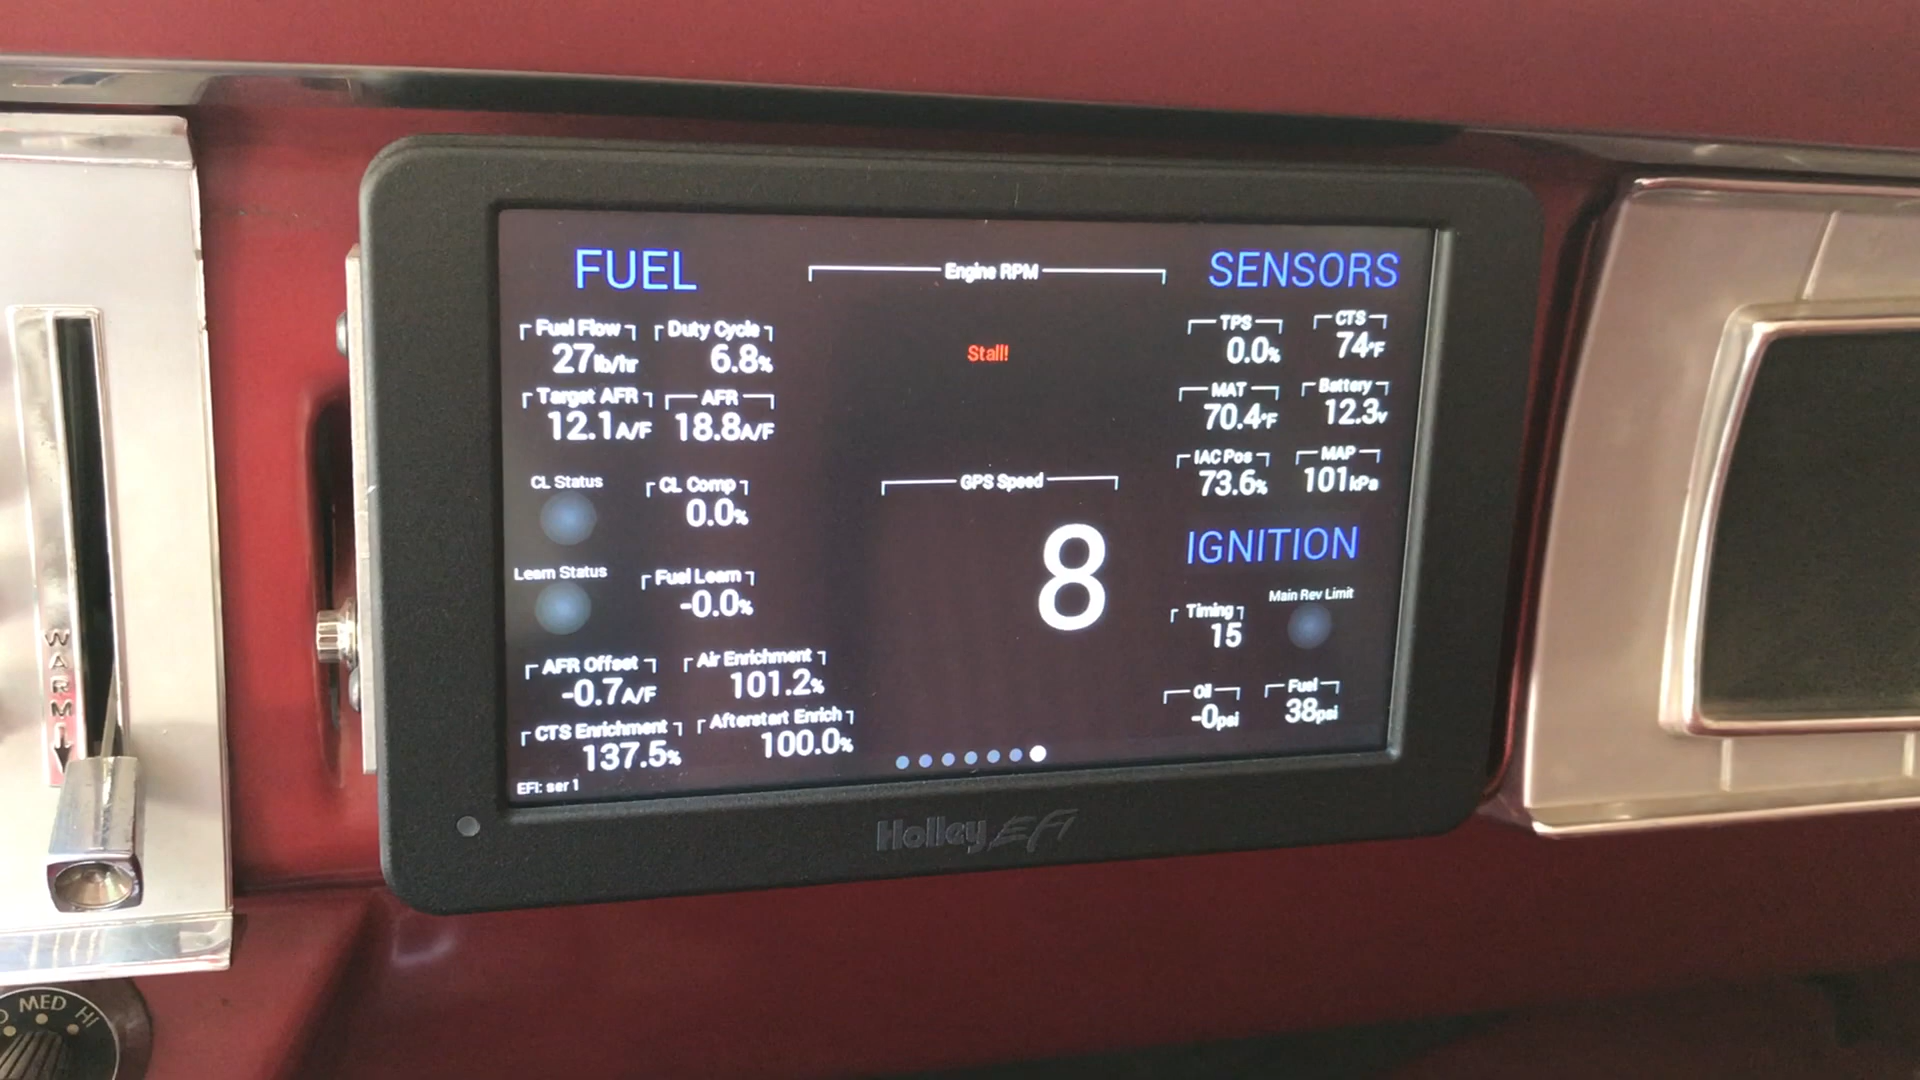 FUEL
Engine RPM
SENSORS
Fuel Flow
Duty Cycle
27lb/hr
6.8%
Target AFR
AFR
12.1A/F
18.8A/F
CL Status
CL Comp
0.0%
Learn Status
Fuel Learn
-0.0%
AFR Offset
Air Enrichment
-0.7A/F
101.2%
CTS Enrichment
Afterstart Enrich
137.5%
100.0%
EFI: ser 1
Stall!
GPS Speed
8
TPS
CTS
0.0%
74°F
MAT
Battery
70.4°F
12.3v
IAC Pos
MAP
73.6%
101kPa
IGNITION
Timing
Main Rev Limit
15
Oil
Fuel
-0psi
38psi
Holley EFI
WARM
MED HI